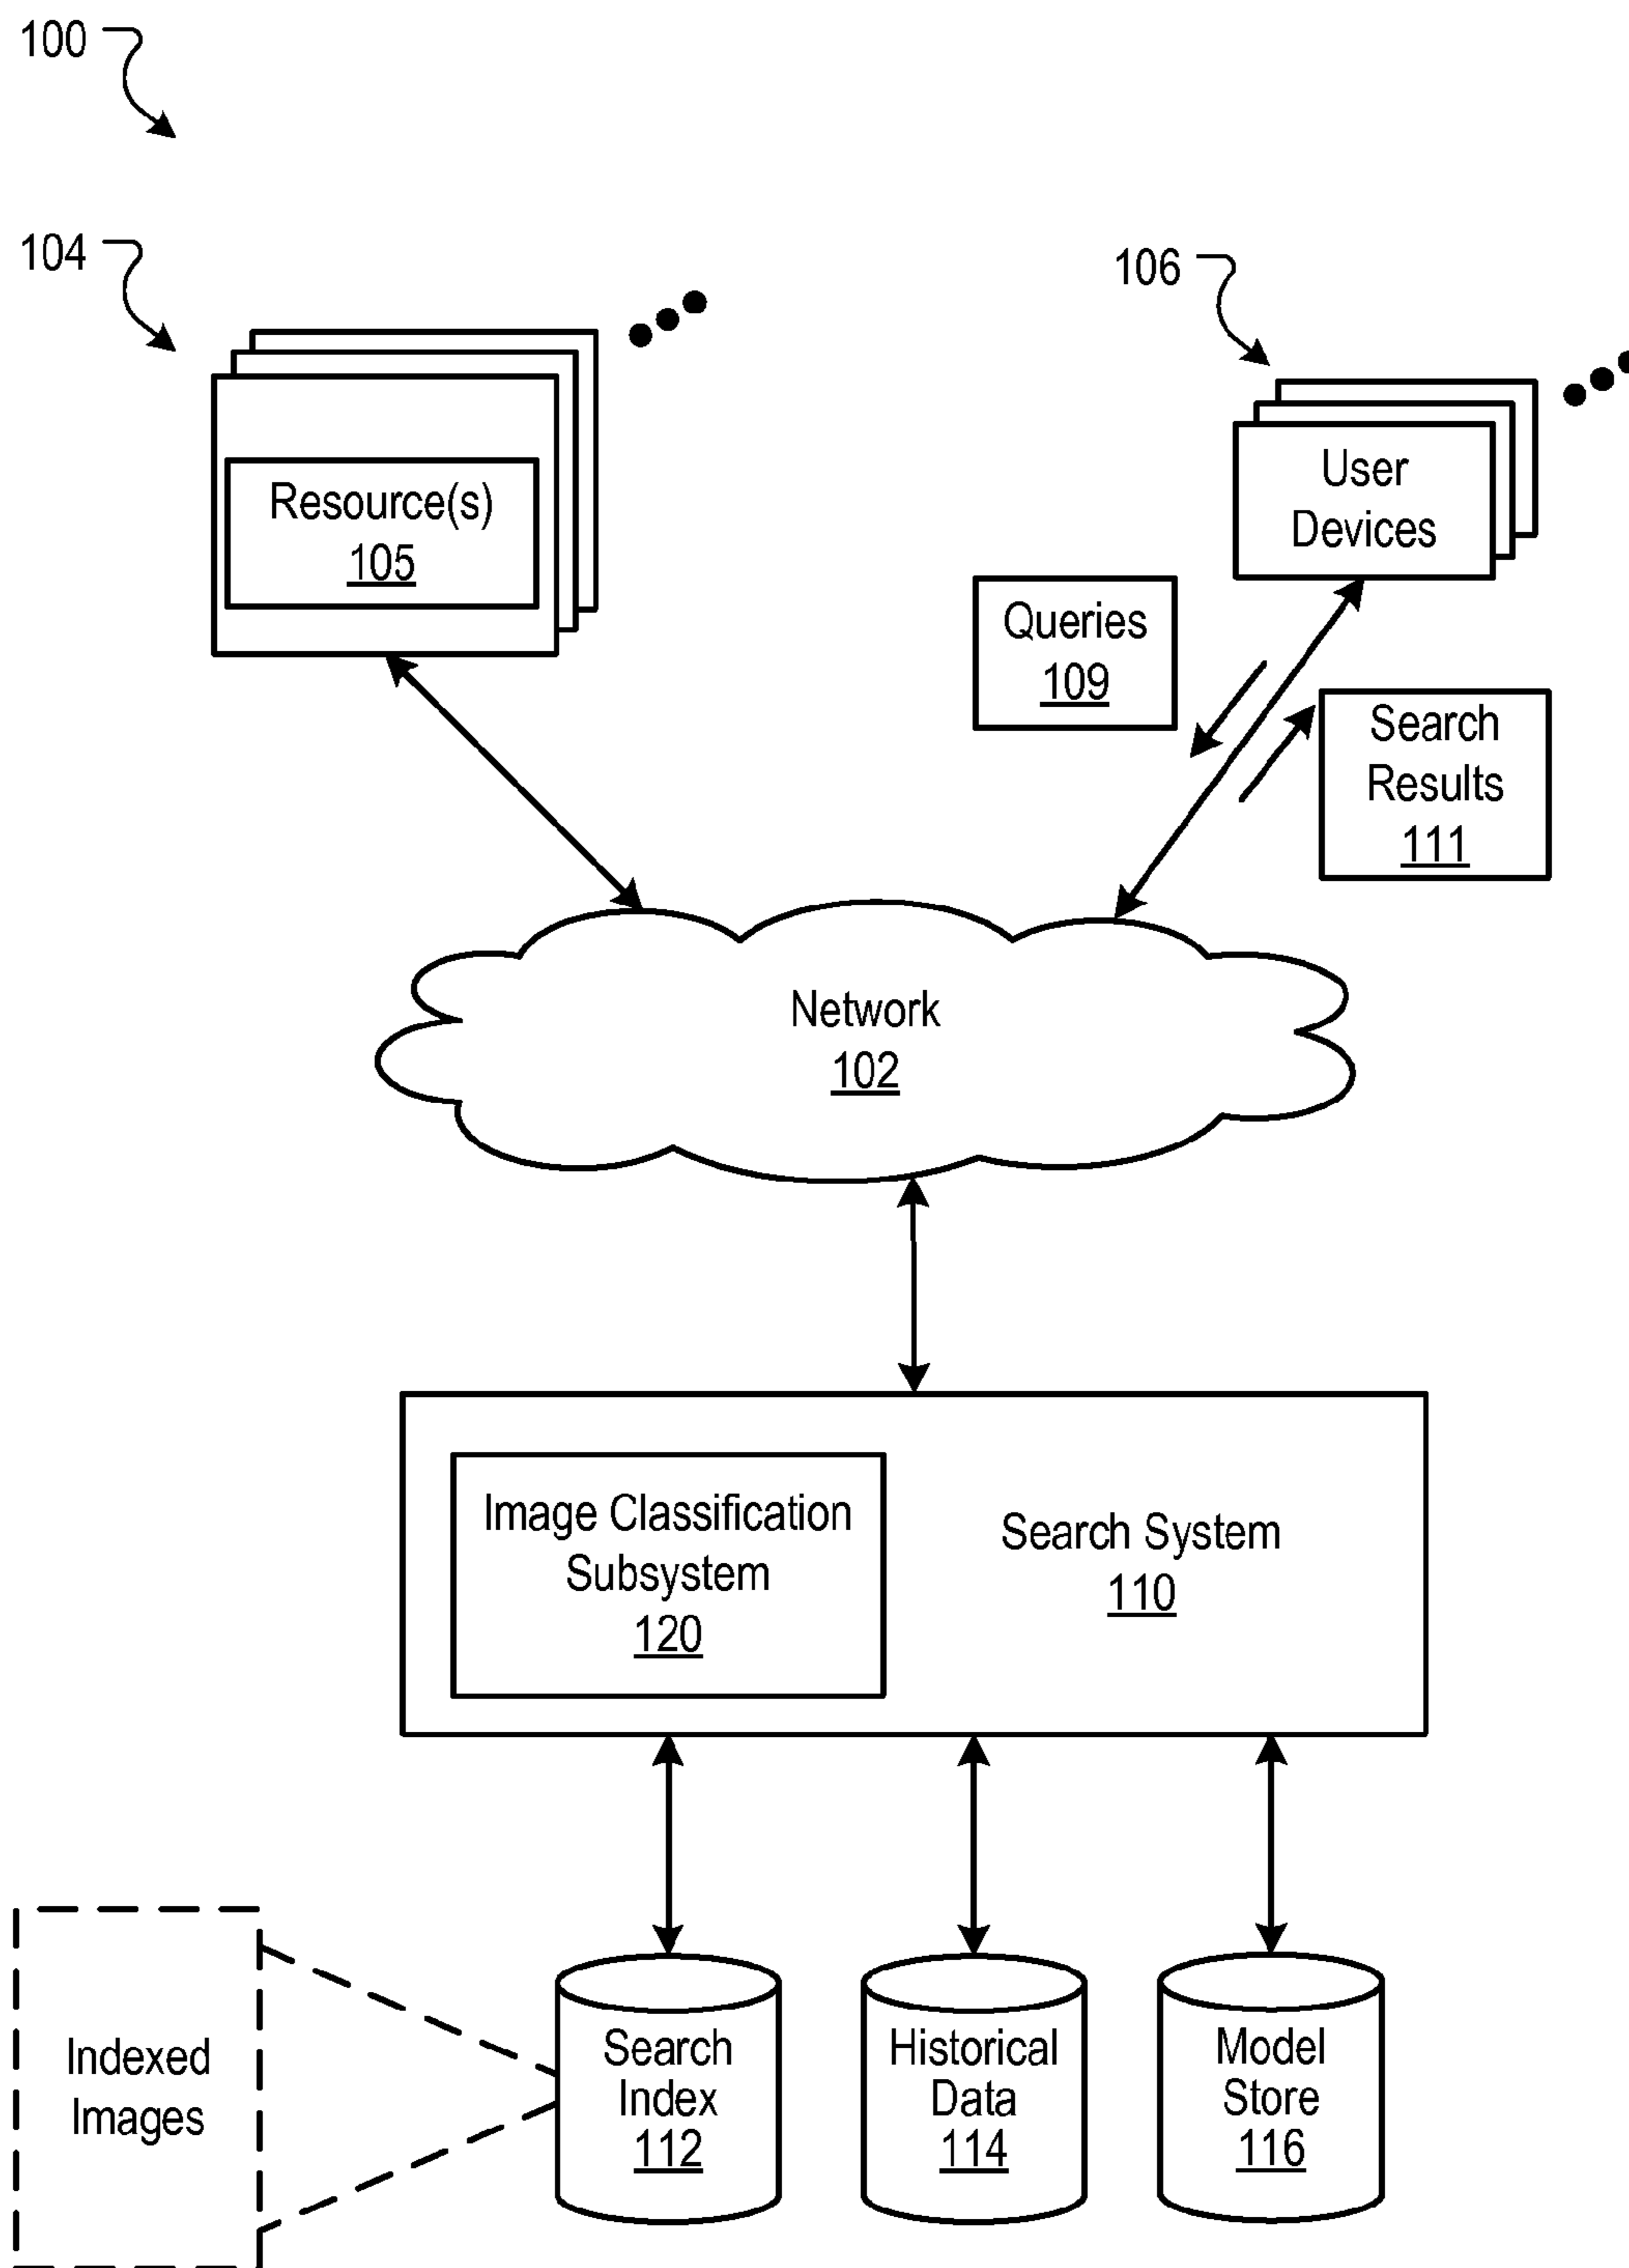 100
104
106
Resource(s)
105
User
Devices
Queries
109
Search
Results
111
Network
102
Image Classification
Subsystem
120
Search System
110
Indexed
Images
Search
Index
112
Historical
Data
114
Model
Store
116